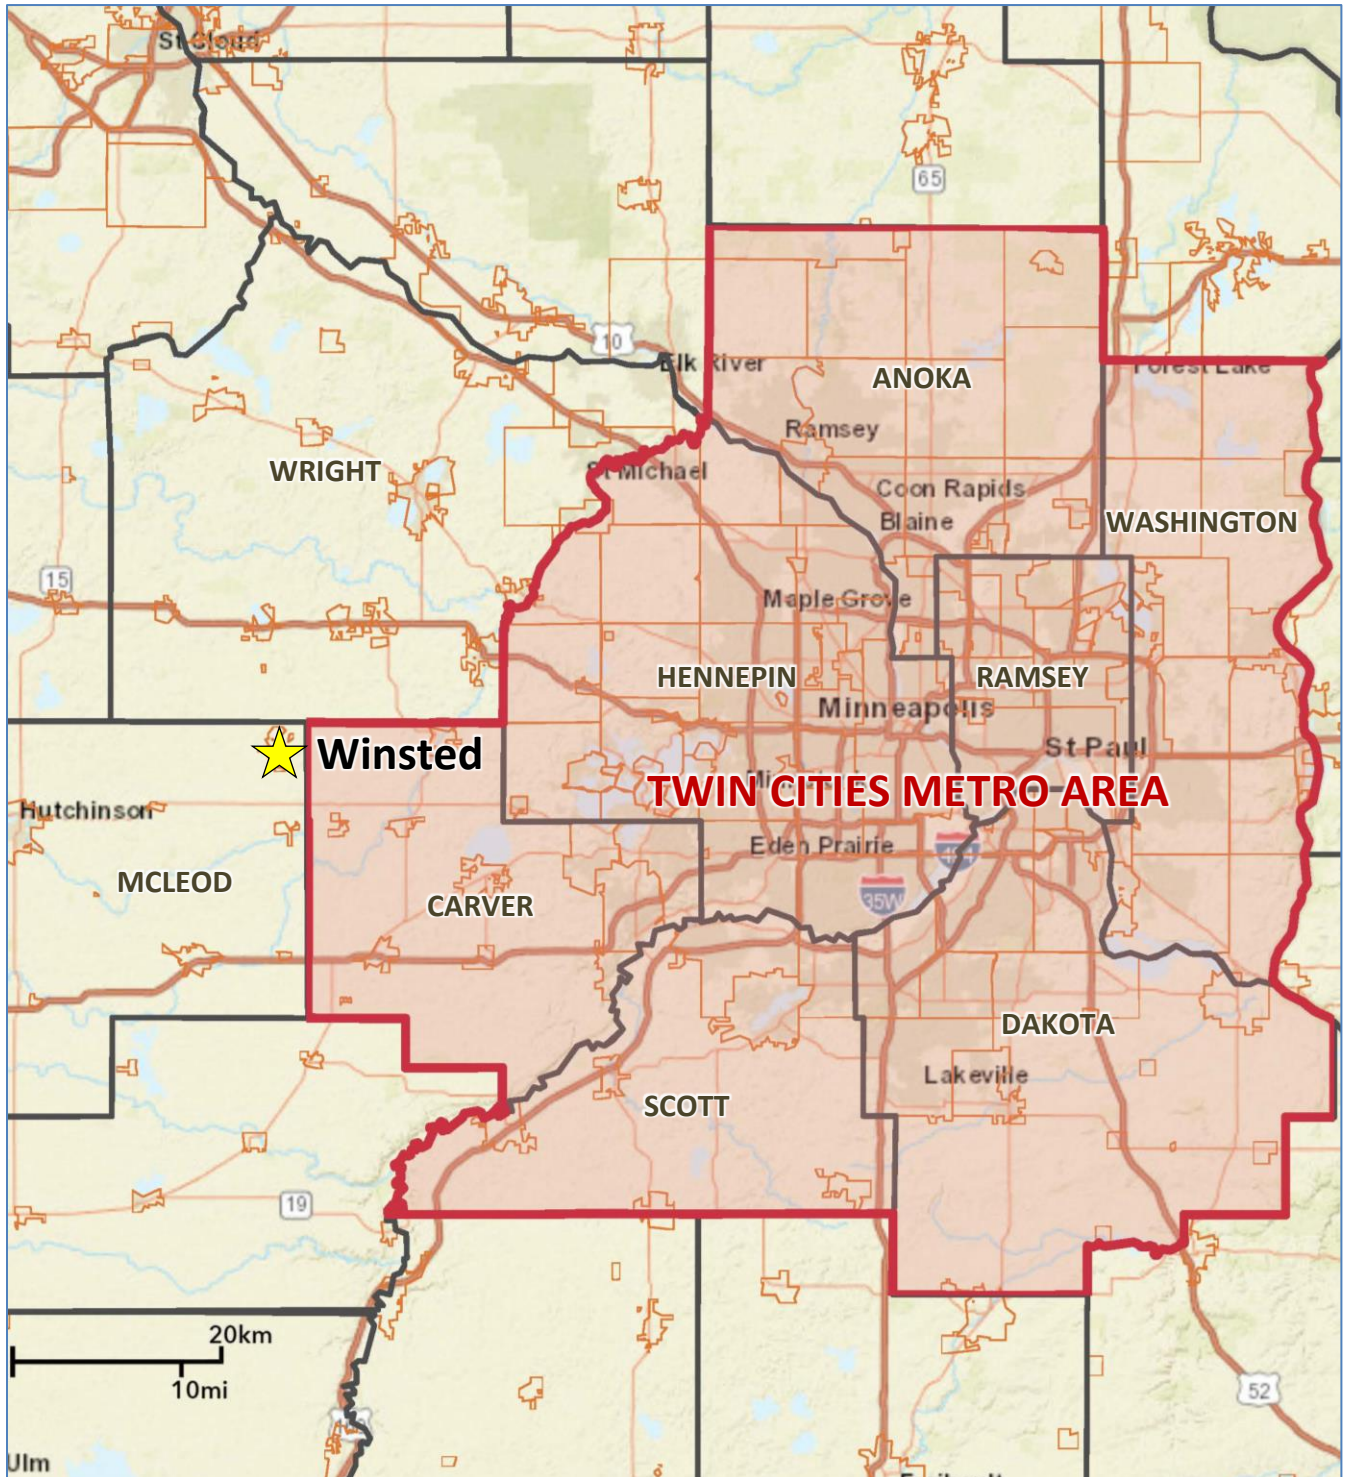 St Cloud
65
10
Elk River
Forest Lake
ANOKA
Ramsey
WRIGHT
St Michael
Coon Rapids
Blaine
WASHINGTON
15
Maple Grove
HENNEPIN
RAMSEY
Minneapolis
Winsted
St Paul
TWIN CITIES METRO AREA
Hutchinson
Eden Prairie
MCLEOD
35W
CARVER
DAKOTA
Lakeville
SCOTT
19
20km
10mi
52
Ulm